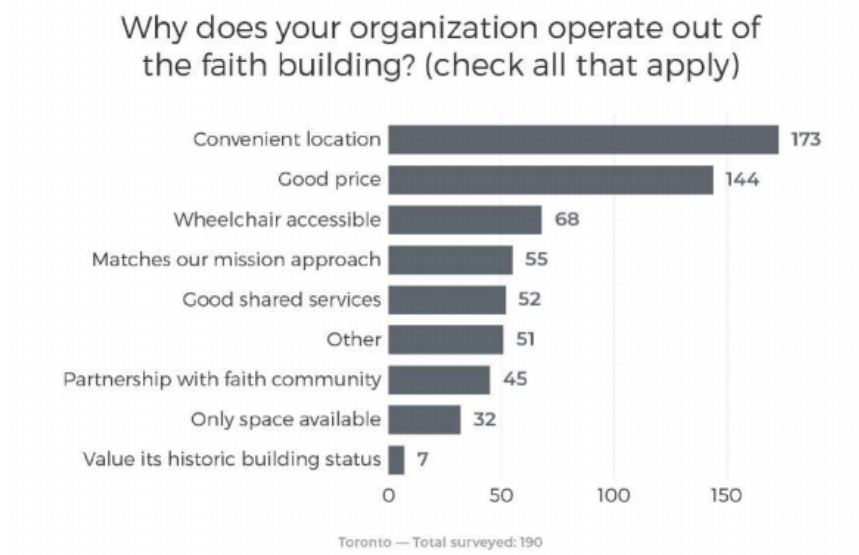 Why does your organization operate out of
the faith building? (check all that apply)
Convenient location 173
Good price 144
Wheelchair accessible 68
Matches our mission approach 55
Good shared services 52
Other 51
Partnership with faith community 45
Only space available 32
Value its historic building status 7
0 50 100 150
Toronto — Total surveyed: 190